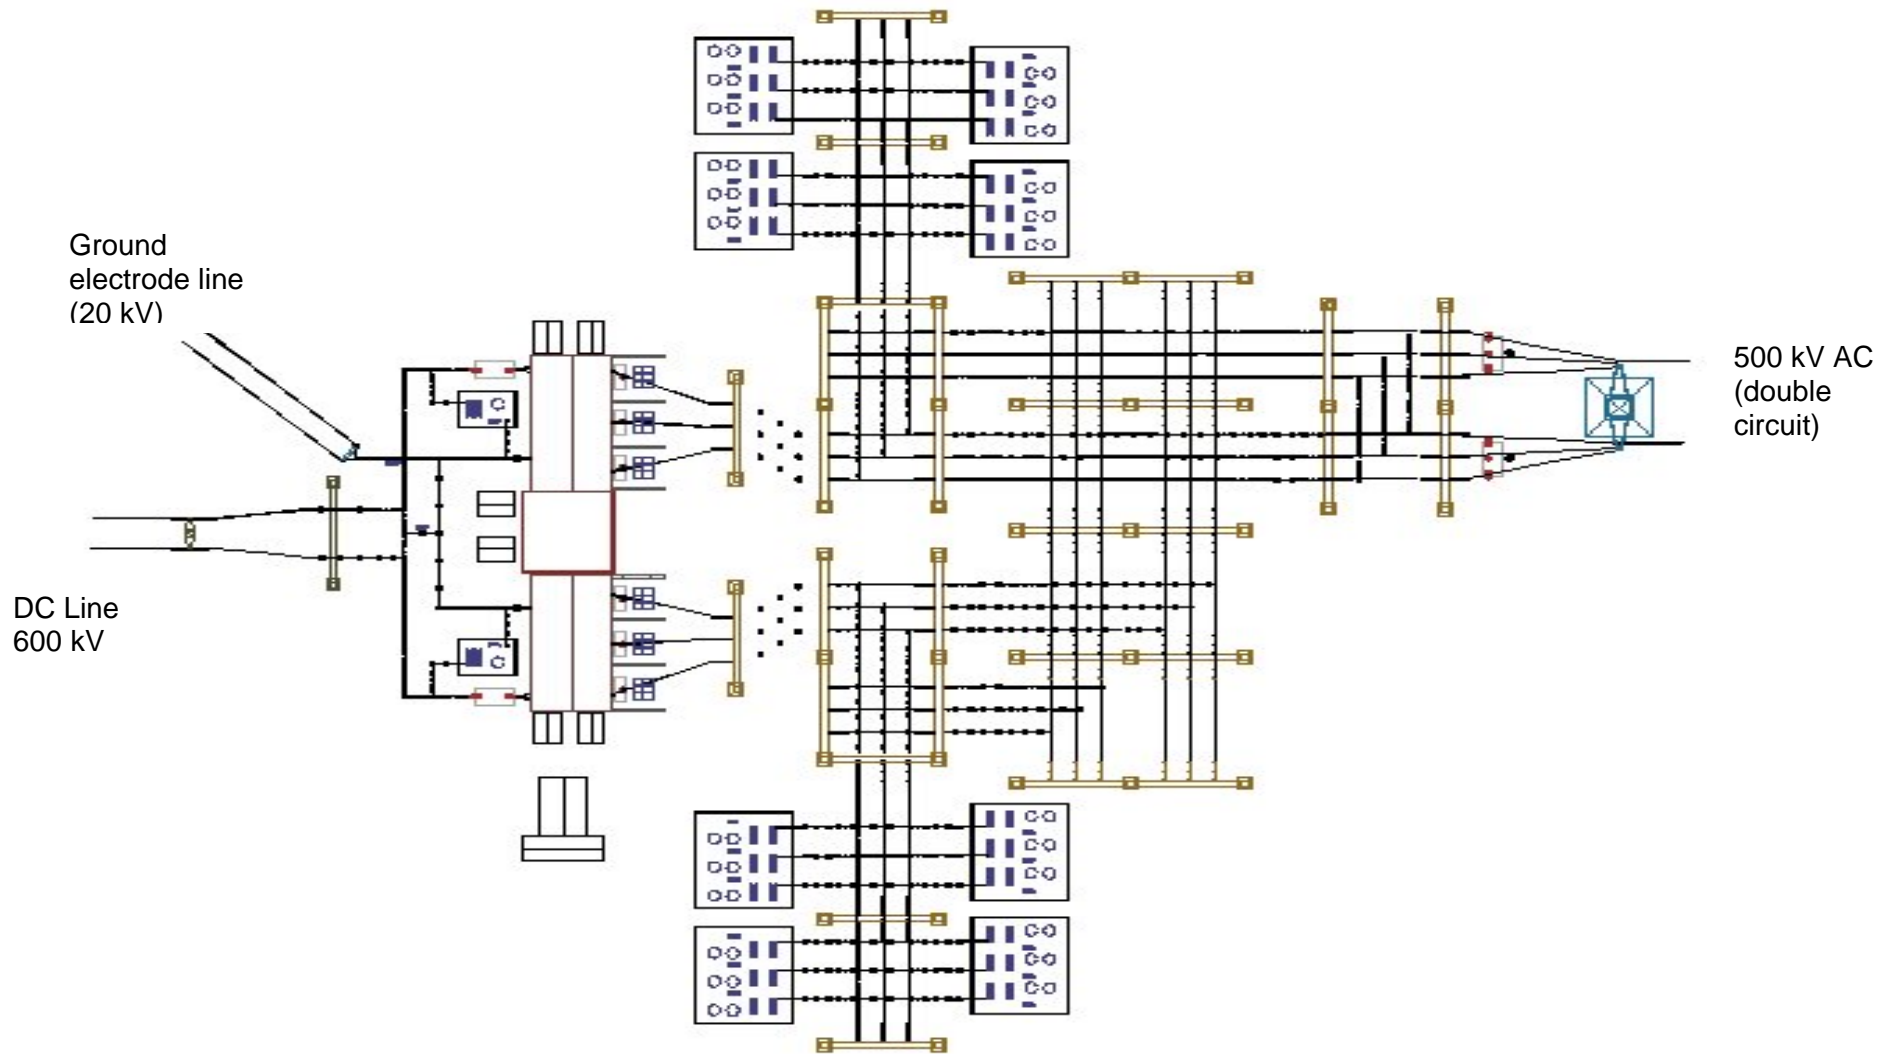 Ground
electrode line
(20 kV)
500 kV AC
(double
circuit)
DC Line
600 kV